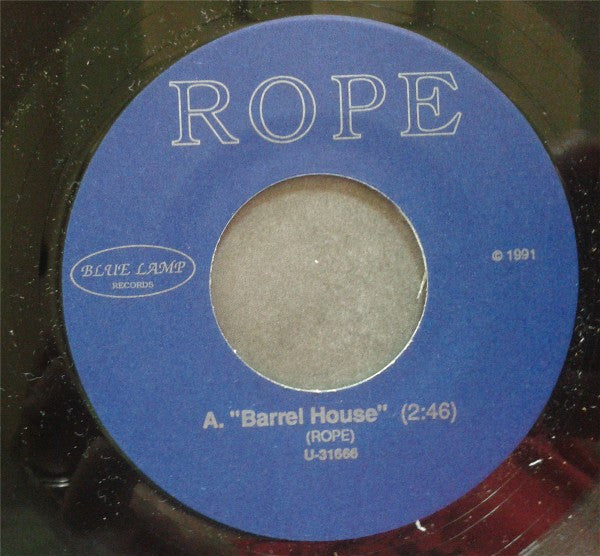 ROPE
BLUE LAMP
RECORDS
© 1991
A. "Barrel House" (2:46)
(ROPE)
U-31666